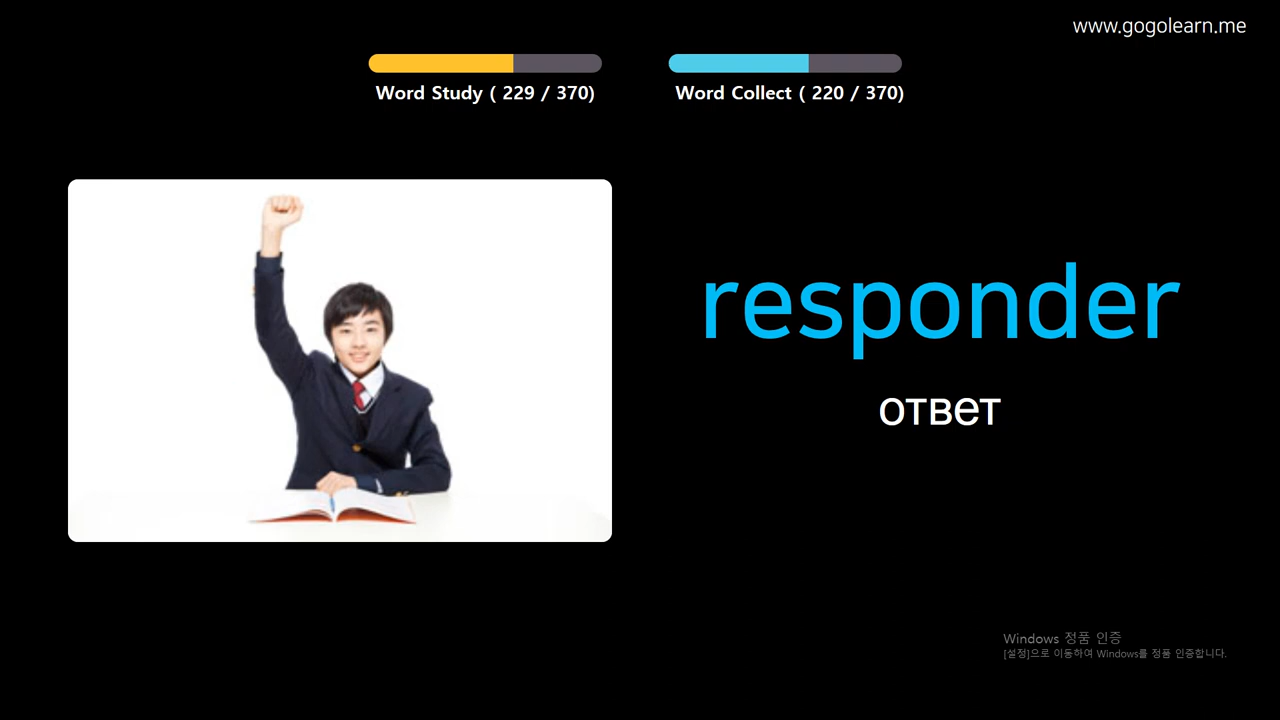 www.gogolearn.me
Word Study ( 229 / 370)
Word Collect ( 220 / 370)
responder
ответ
Windows 정품 인증
[설정]으로 이동하여 Windows를 정품 인증합니다.